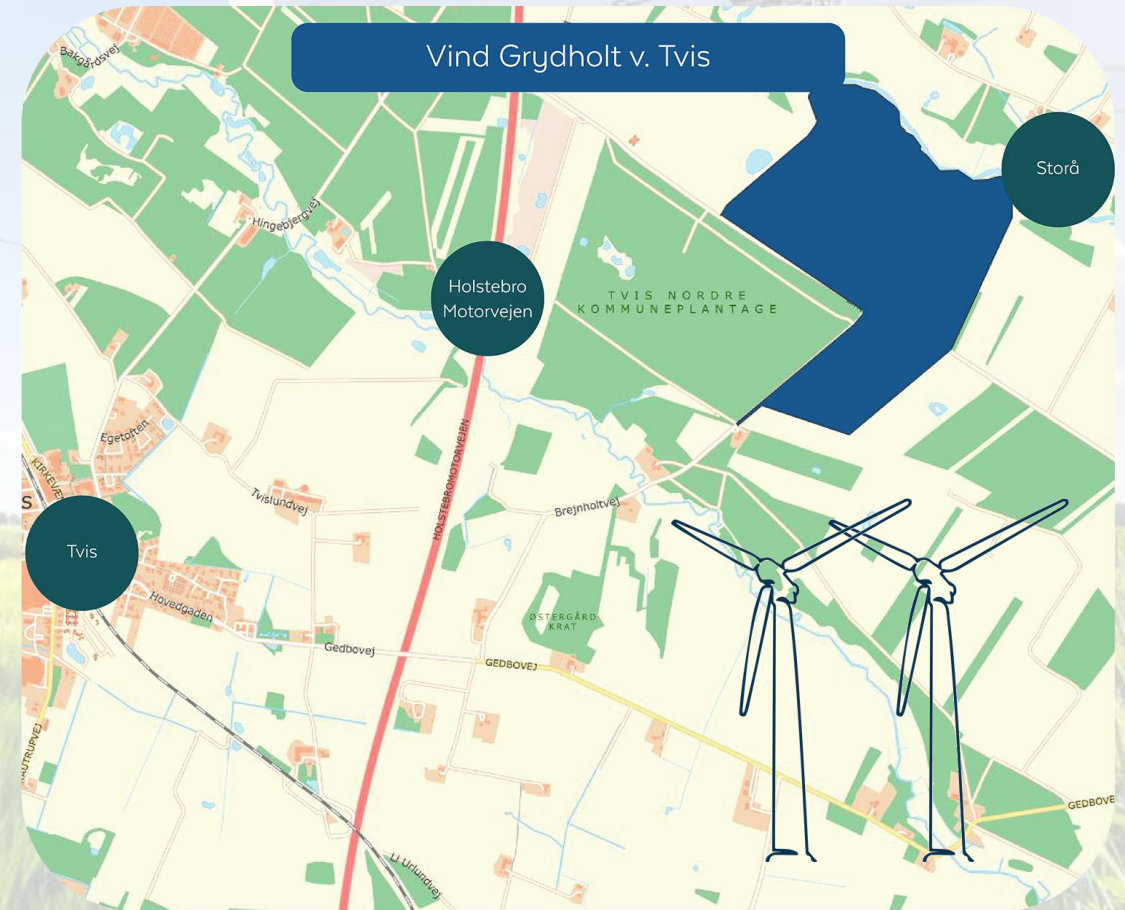 Vind Grydholt v. Tvis
Bakgårdsvej
Storå
Hingebjergvej
Holstebro
Motorvejen
TVIS NORDRE
KOMMUNEPLANTAGE
Egetoften
HOLSTEBROMOTORVEJEN
Tvislundvej
Brejnholtvej
Tvis
Hovedgaden
ØSTERGÅRD
KRAT
Gedbovej
GEDBOVEJ
GEDBOVE
Ll Urlundvej